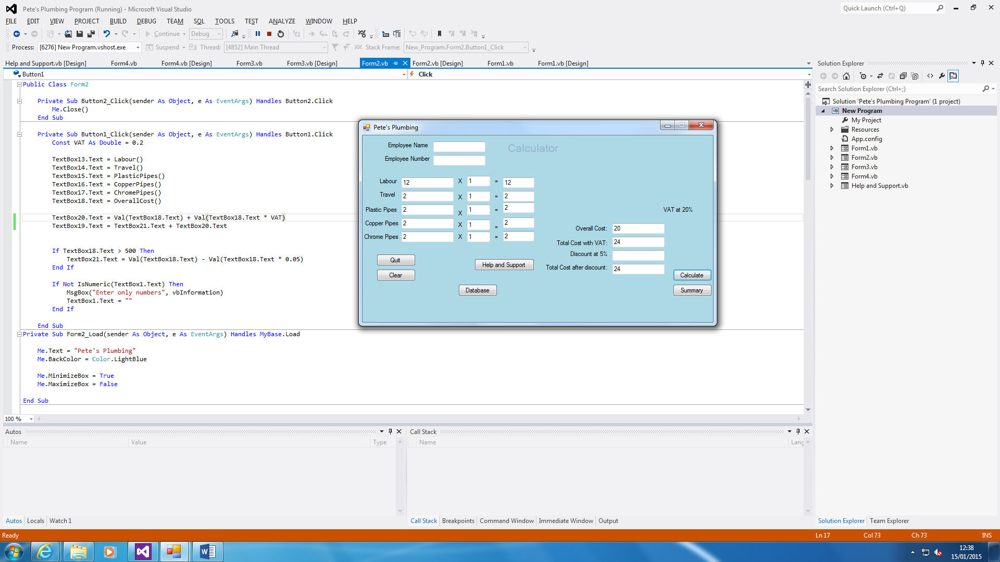 Pete's Plumbing Program (Running) - Microsoft Visual Studio
Quick Launch (Ctrl+Q)
FILE EDIT VIEW PROJECT BUILD DEBUG TEAM SQL TOOLS TEST ANALYZE WINDOW HELP
Continue Debug
Process: [6276] New Program.vshost.exe Suspend Thread: [4852] Main Thread Stack Frame: New_Program.Form2.Button1_Click
Help and Support.vb [Design] Form4.vb Form4.vb [Design] Form3.vb Form3.vb [Design] Form2.vb Form2.vb [Design] Form1.vb Form1.vb [Design]
Button1 Click
Public Class Form2
Private Sub Button2_Click(sender As Object, e As EventArgs) Handles Button2.Click
Me.Close()
End Sub
Private Sub Button1_Click(sender As Object, e As EventArgs) Handles Button1.Click
Const VAT As Double = 0.2
TextBox13.Text = Labour()
TextBox14.Text = Travel()
TextBox15.Text = PlasticPipes()
TextBox16.Text = CopperPipes()
TextBox17.Text = ChromePipes()
TextBox18.Text = OverallCost()
TextBox20.Text = Val(TextBox18.Text) + Val(TextBox18.Text * VAT)
TextBox19.Text = TextBox21.Text + TextBox20.Text
If TextBox18.Text > 500 Then
TextBox21.Text = Val(TextBox18.Text) - Val(TextBox18.Text * 0.05)
End If
If Not IsNumeric(TextBox1.Text) Then
MsgBox("Enter only numbers", vbInformation)
TextBox1.Text = ""
End If
End Sub
Private Sub Form2_Load(sender As Object, e As EventArgs) Handles MyBase.Load
Me.Text = "Pete's Plumbing"
Me.BackColor = Color.LightBlue
Me.MinimizeBox = True
Me.MaximizeBox = False
End Sub
100 %
Pete's Plumbing
Employee Name
Calculator
Employee Number
Labour 12 X 1 = 12
Travel 2 X 1 = 2
Plastic Pipes 2 X 1 = 2
VAT at 20%
Copper Pipes 2 X 1 = 2
Chrome Pipes 2 X 1 = 2
Overall Cost: 20
Total Cost with VAT: 24
Discount at 5%
Total Cost after discount: 24
Quit
Clear
Help and Support
Database
Calculate
Summary
Solution Explorer
Search Solution Explorer (Ctrl+;)
Solution 'Pete's Plumbing Program' (1 project)
VB New Program
My Project
Resources
App.config
Form1.vb
Form2.vb
Form3.vb
Form4.vb
Help and Support.vb
Autos
Name Value Type
Call Stack
Name Lang
Autos Locals Watch 1
Call Stack Breakpoints Command Window Immediate Window Output
Solution Explorer Team Explorer
Ready
Ln 17 Col 73 Ch 73 INS
12:38
15/01/2015